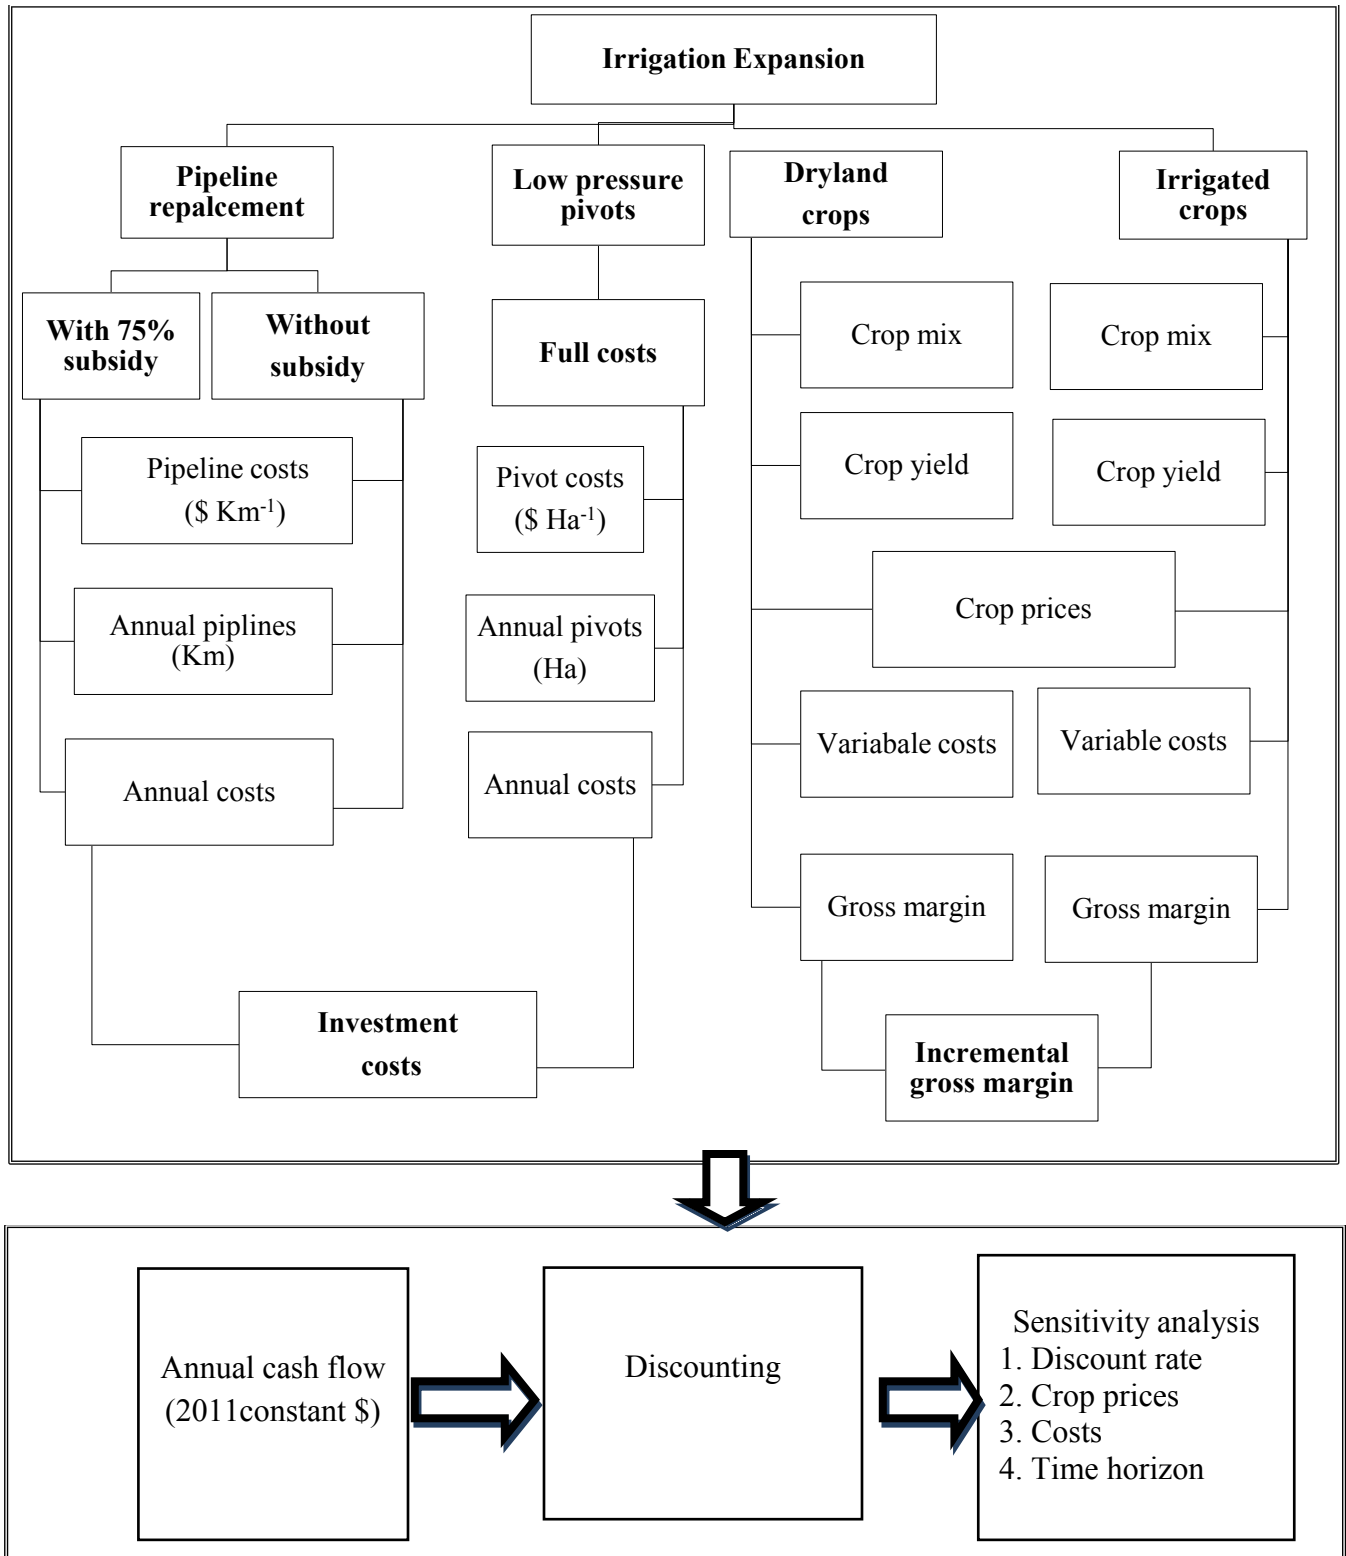 Irrigation Expansion
Pipeline
repalcement
Low pressure
pivots
Dryland
crops
Irrigated
crops
With 75%
subsidy
Without
subsidy
Full costs
Crop mix
Crop mix
Pipeline costs
($ Km-1)
Pivot costs
($ Ha-1)
Crop yield
Crop yield
Annual piplines
(Km)
Annual pivots
(Ha)
Crop prices
Annual costs
Annual costs
Variabale costs
Variable costs
Gross margin
Gross margin
Investment
costs
Incremental
gross margin
Annual cash flow
(2011constant $)
Discounting
Sensitivity analysis
1. Discount rate
2. Crop prices
3. Costs
4. Time horizon